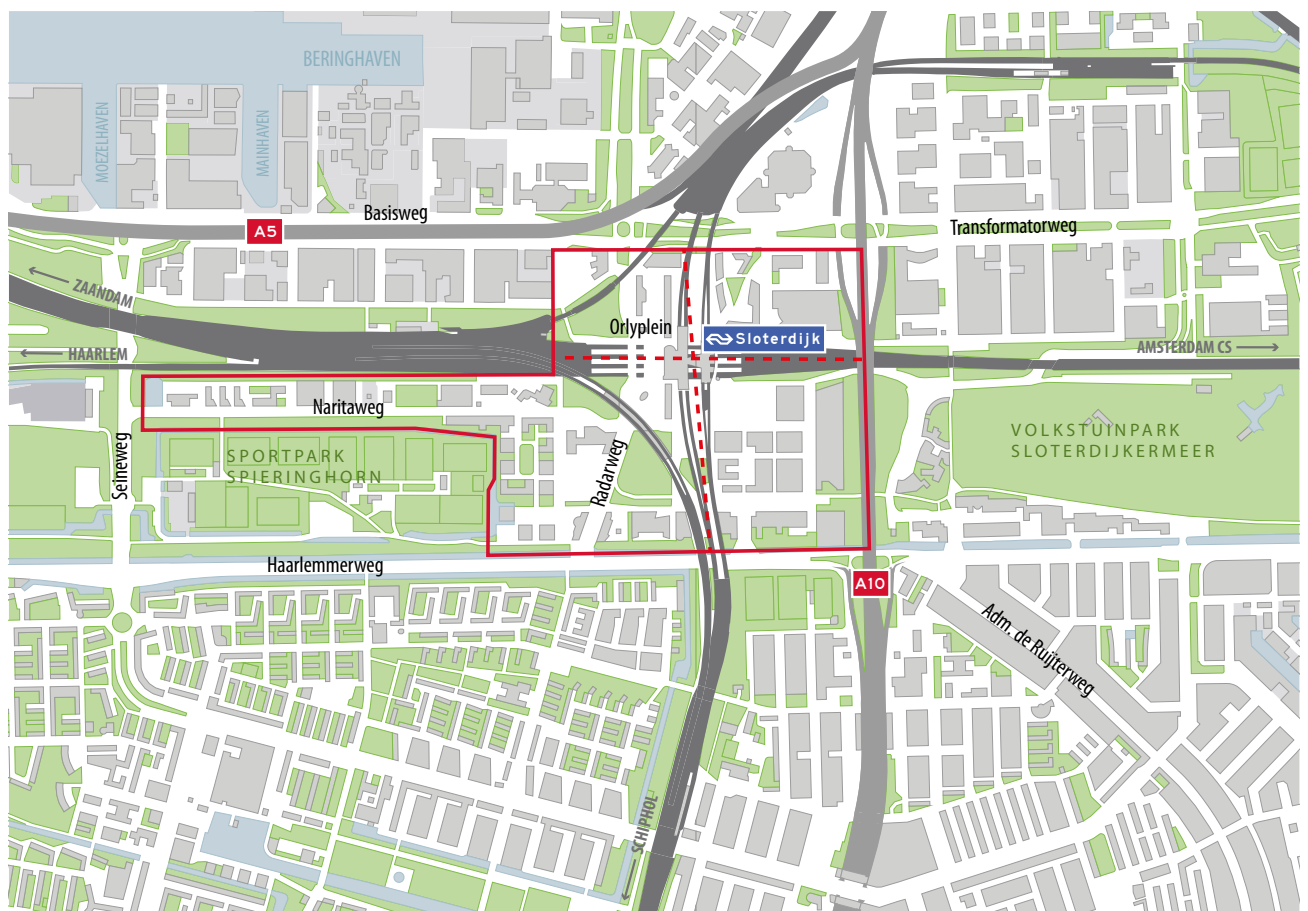 BERINGHAVEN
MOEZELHAVEN
MAINHAVEN
Basisweg
A5
Transformatorweg
ZAANDAM
Orlyplein
Sloterdijk
HAARLEM
AMSTERDAM CS
Naritaweg
Seineweg
SPORTPARK
SPIERINGHORN
Radarweg
VOLKSTUINPARK
SLOTERDIJKERMEER
Haarlemmerweg
A10
Adm. de Ruijterweg
SCHIPHOL